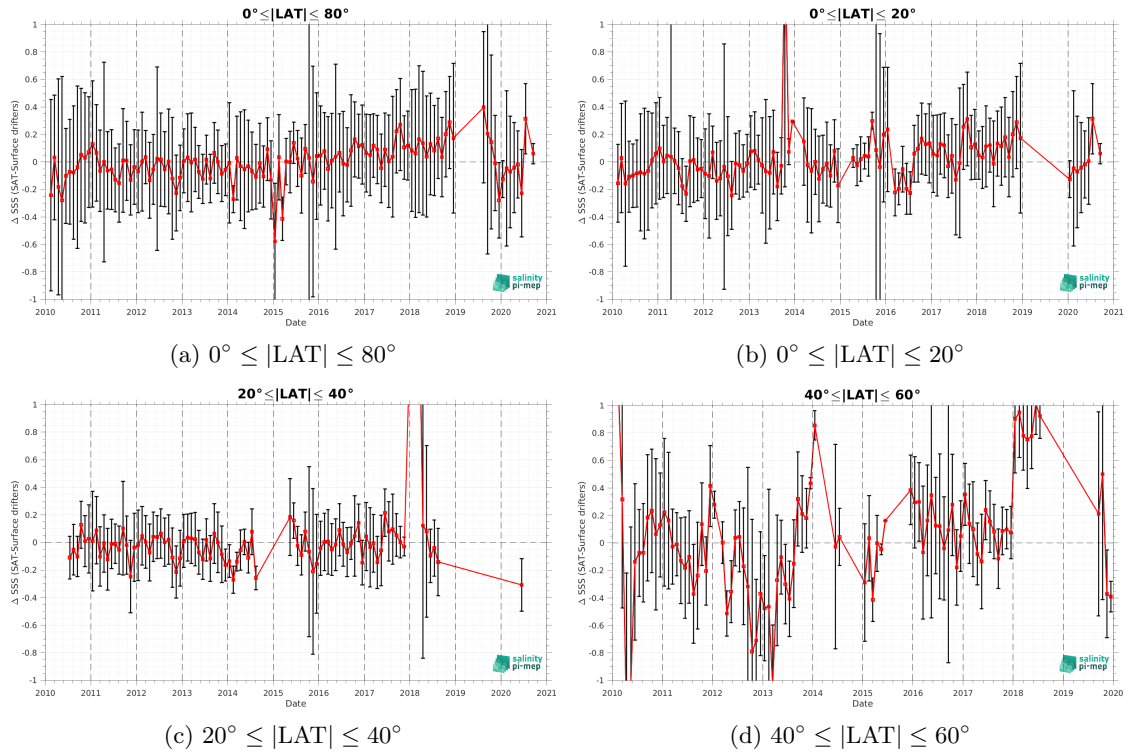 0°≤|LAT|≤ 80°
Δ SSS (SAT-Surface drifters)
1
0.8
0.6
0.4
0.2
0
-0.2
-0.4
-0.6
-0.8
-1
2010 2011 2012 2013 2014 2015 2016 2017 2018 2019 2020 2021
Date
salinity
pi-mep
(a) 0° ≤ |LAT| ≤ 80°
0°≤|LAT|≤ 20°
Δ SSS (SAT-Surface drifters)
1
0.8
0.6
0.4
0.2
0
-0.2
-0.4
-0.6
-0.8
-1
2010 2011 2012 2013 2014 2015 2016 2017 2018 2019 2020 2021
Date
salinity
pi-mep
(b) 0° ≤ |LAT| ≤ 20°
20°≤|LAT|≤ 40°
Δ SSS (SAT-Surface drifters)
1
0.8
0.6
0.4
0.2
0
-0.2
-0.4
-0.6
-0.8
-1
2010 2011 2012 2013 2014 2015 2016 2017 2018 2019 2020 2021
Date
salinity
pi-mep
(c) 20° ≤ |LAT| ≤ 40°
40°≤|LAT|≤ 60°
Δ SSS (SAT-Surface drifters)
1
0.8
0.6
0.4
0.2
0
-0.2
-0.4
-0.6
-0.8
-1
2010 2011 2012 2013 2014 2015 2016 2017 2018 2019 2020
Date
salinity
pi-mep
(d) 40° ≤ |LAT| ≤ 60°